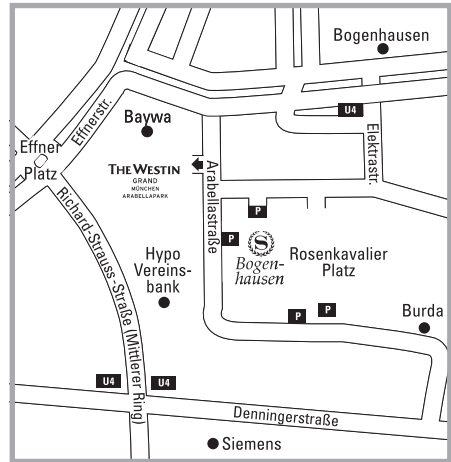 Bogenhausen
U4
Effnerstr.
Baywa
Elektrastr.
Effner
Platz
THE WESTIN
GRAND
MÜNCHEN
ARABELLAPARK
Arabellastraße
P
P
S
Bogen-
hausen
Rosenkavalier
Platz
Richard-Strauss-Straße (Mittlerer Ring)
Hypo
Vereins-
bank
P
P
Burda
U4
U4
Denningerstraße
Siemens